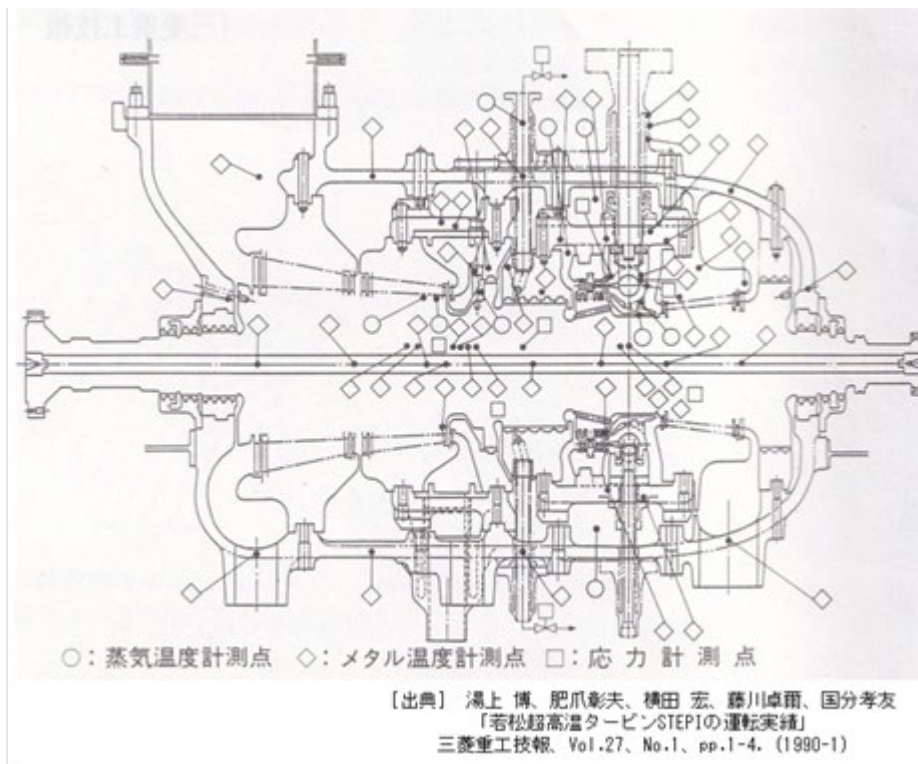 ○：蒸気温度計測点　◇：メタル温度計測点　□：応力計測点
[出典]　湯上 博、肥爪彰夫、横田 宏、藤川卓爾、国分孝友
「若松超高温タービンSTEPIの運転実績」
三菱重工技報、Vol.27、No.1、pp.1-4.（1990-1）